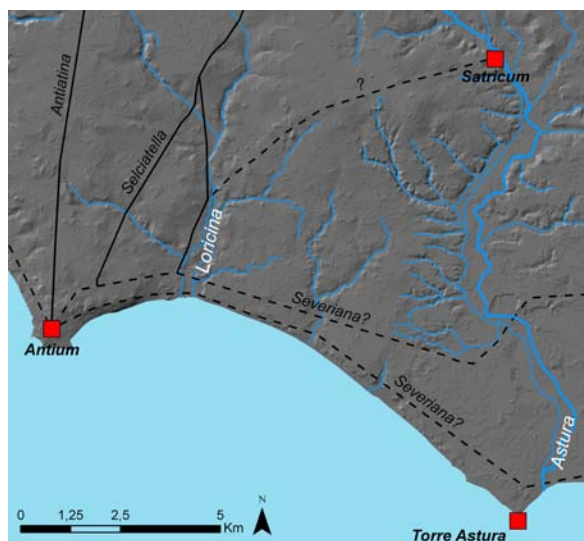 Antiatina
Selciatella
?
Satricum
Loricina
Severiana?
Severiana?
Antium
Astura
Torre Astura
N
0 1,25 2,5 5
Km